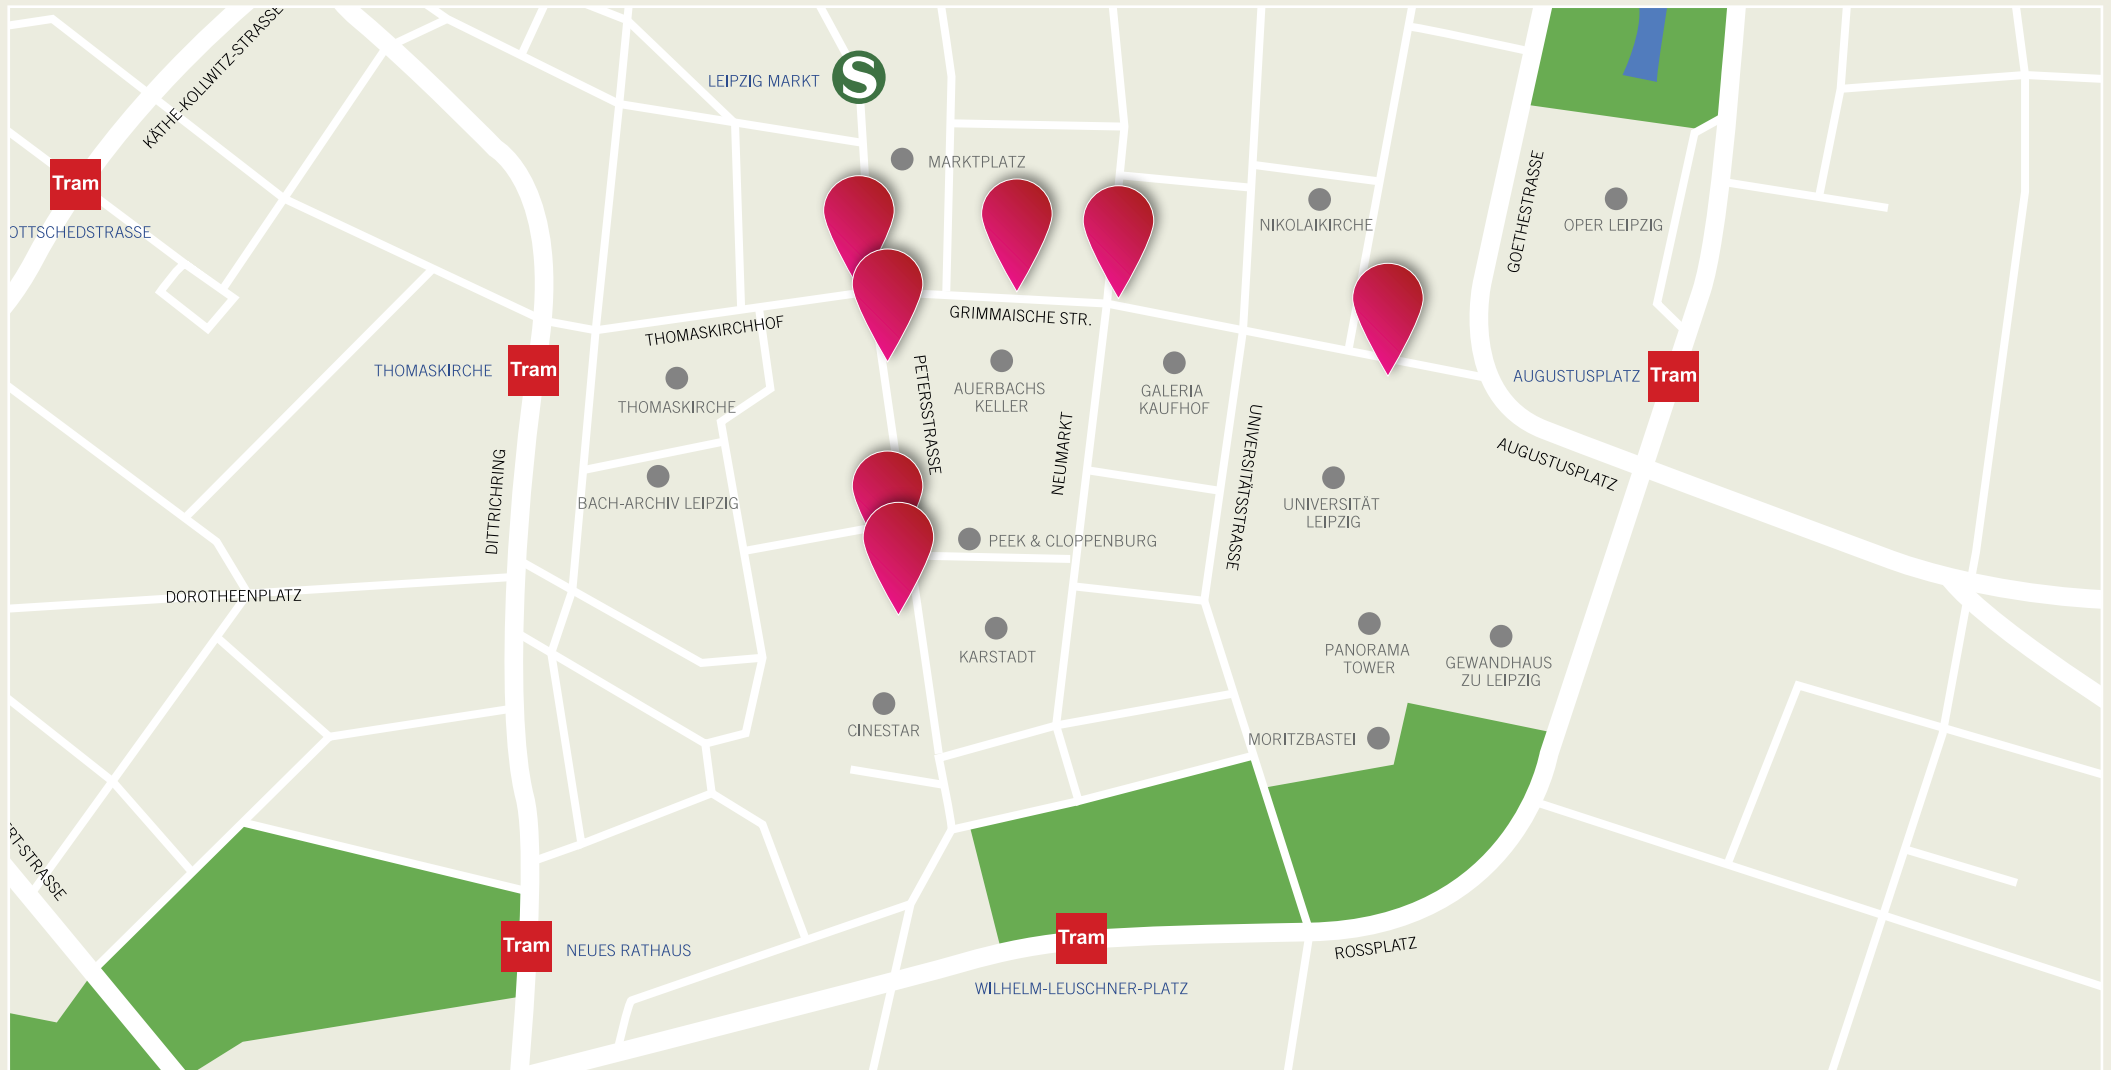 KÄTHE-KOLLWITZ-STRASSE
LEIPZIG MARKT
S
MARKTPLATZ
Tram
OTTSCHEDSTRASSE
NIKOLAIKIRCHE
GOETHESTRASSE
OPER LEIPZIG
THOMASKIRCHHOF
GRIMMAISCHE STR.
THOMASKIRCHE
Tram
THOMASKIRCHE
PETERSSTRASSE
AUERBACHS
KELLER
GALERIA
KAUFHOF
AUGUSTUSPLATZ
Tram
AUGUSTUSPLATZ
DITTRICHRING
BACH-ARCHIV LEIPZIG
NEUMARKT
UNIVERSITÄTSSTRASSE
UNIVERSITÄT
LEIPZIG
PEEK & CLOPPENBURG
DOROTHEENPLATZ
KARSTADT
PANORAMA
TOWER
GEWANDHAUS
ZU LEIPZIG
CINESTAR
MORITZBASTEI
ERT-STRASSE
Tram
NEUES RATHAUS
Tram
WILHELM-LEUSCHNER-PLATZ
ROSSPLATZ